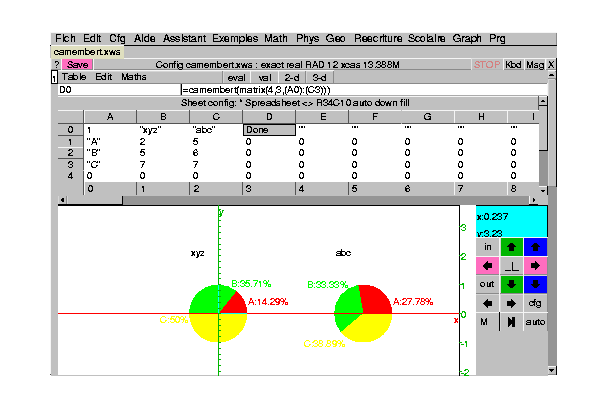 Fich Edit Cfg Aide Assistant Exemples Math Phys Geo Reecriture Scolaire Graph Prg
camembert.xws
? Save Config camembert.xws : exact real RAD 12 xcas 13.388M STOP Kbd Msg X
1 Table Edit Maths eval val 2-d 3-d
D0 =camembert(matrix(4,3,(A0):(C3)))
Sheet config: * Spreadsheet <> R34C10 auto down fill
A B C D E F G H I
0 1 "xyz" "abc" Done "" "" "" "" ""
1 "A" 2 5 0 0 0 0 0 0
2 "B" 5 6 0 0 0 0 0 0
3 "C" 7 7 0 0 0 0 0 0
4 0 0 0 0 0 0 0 0 0
0 1 2 3 4 5 6 7 8
y
x:0.237
y:3.23
3
2
1
0
-1
-2
x
xyz abc
B:35.71% B:33.33%
A:14.29% A:27.78%
C:50% C:38.89%
in
out
cfg
M auto